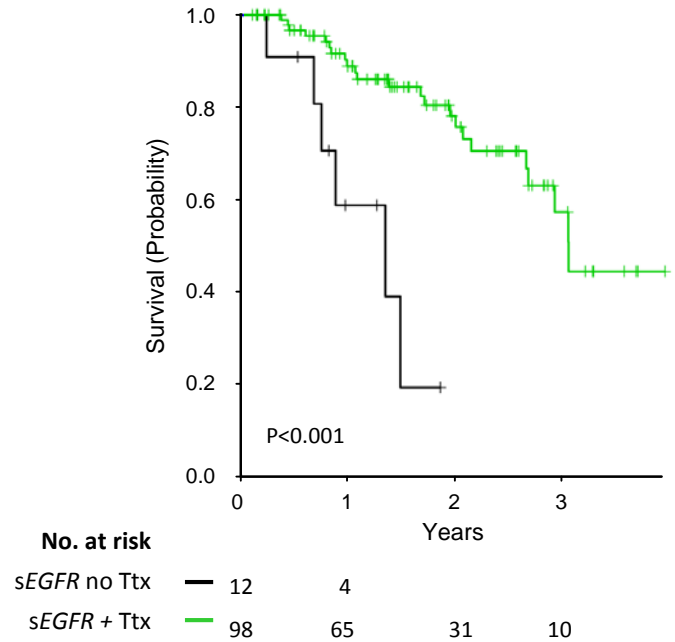 1.0
0.8
0.6
0.4
0.2
0.0
Survival (Probability)
P<0.001
0 1 2 3
Years
No. at risk
sEGFR no Ttx 12 4
sEGFR + Ttx 98 65 31 10